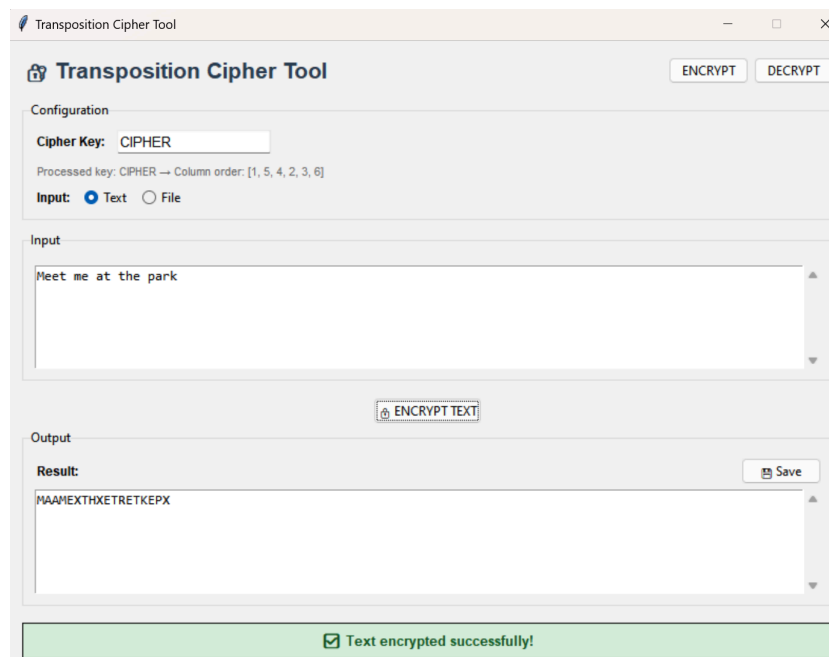 Transposition Cipher Tool
Transposition Cipher Tool
ENCRYPT DECRYPT
Configuration
Cipher Key: CIPHER
Processed key: CIPHER → Column order: [1, 5, 4, 2, 3, 6]
Input: Text File
Input
Meet me at the park
ENCRYPT TEXT
Output
Result:
Save
MAAMEXTHXETRETKEPX
Text encrypted successfully!